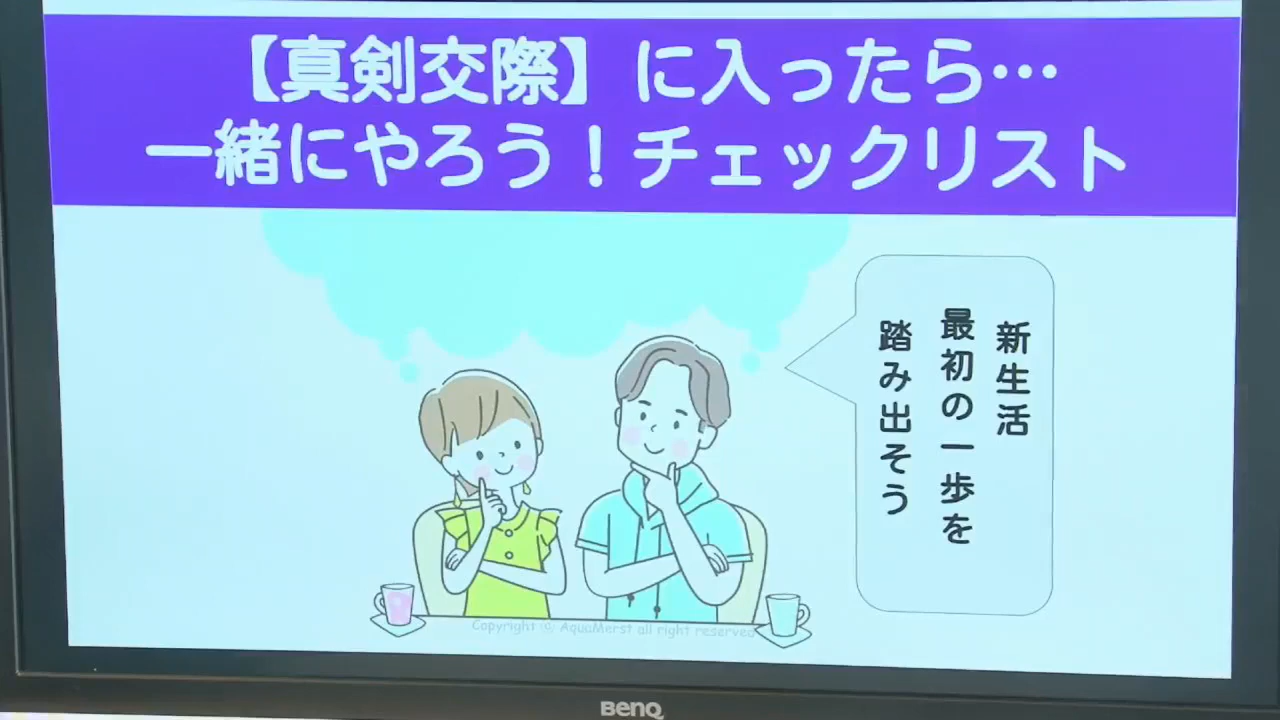 【真剣交際】に入ったら…
一緒にやろう！チェックリスト
新生活
最初の一歩を
踏み出そう
Copyright © AquaMerst all right reserved
BenQ